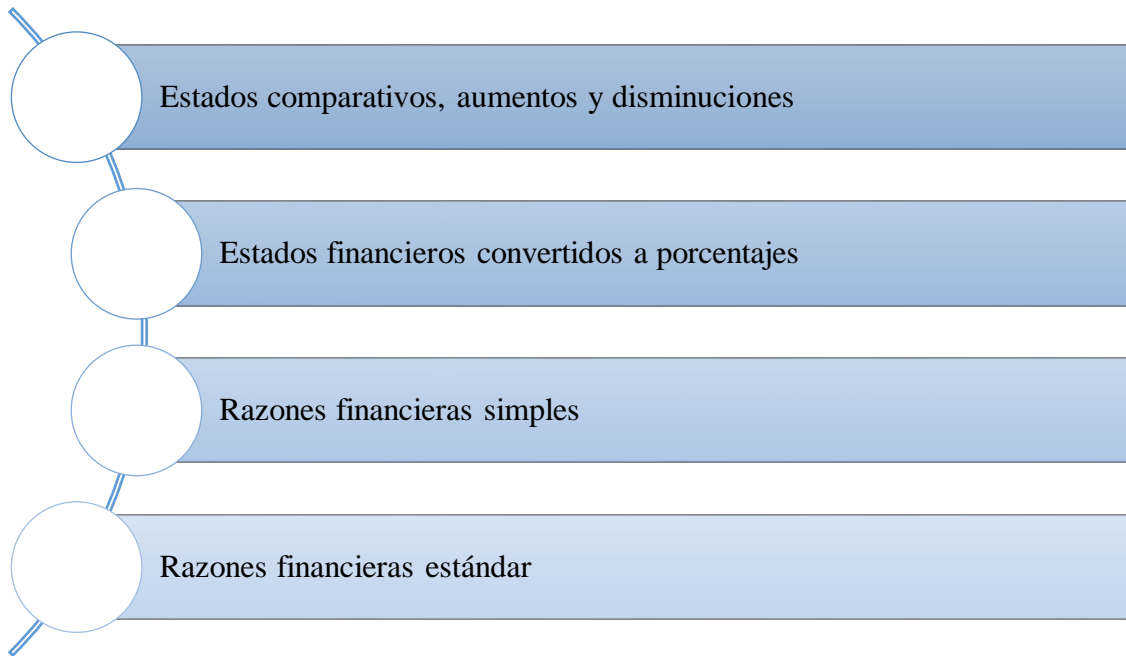 Estados comparativos, aumentos y disminuciones
Estados financieros convertidos a porcentajes
Razones financieras simples
Razones financieras estándar